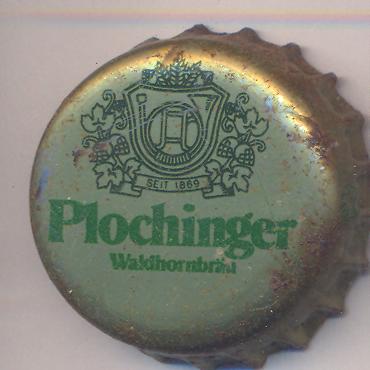 SEIT 1869
Plochinger
Waldhornbräu